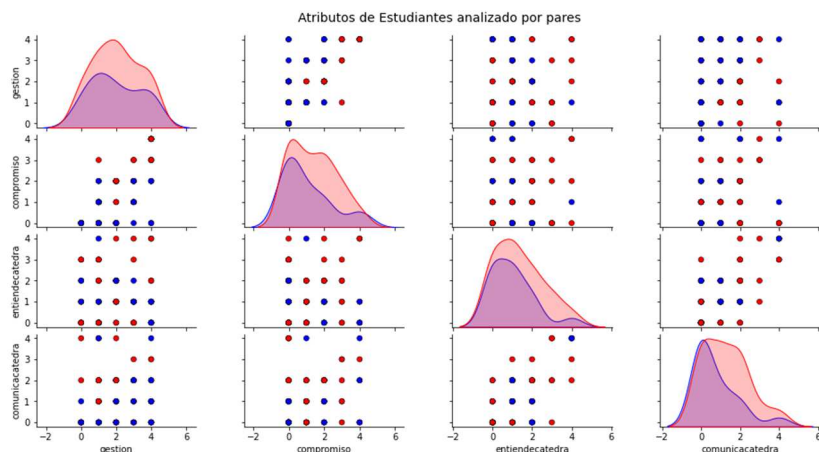 Atributos de Estudiantes analizado por pares
4
3
2
1
0
gestion
4
3
2
1
0
compromiso
4
3
2
1
0
entiendecatedra
4
3
2
1
0
comunicacatedra
−2 0 2 4 6
−2 0 2 4 6
−2 0 2 4 6
−2 0 2 4 6
gestion
compromiso
entiendecatedra
comunicacatedra